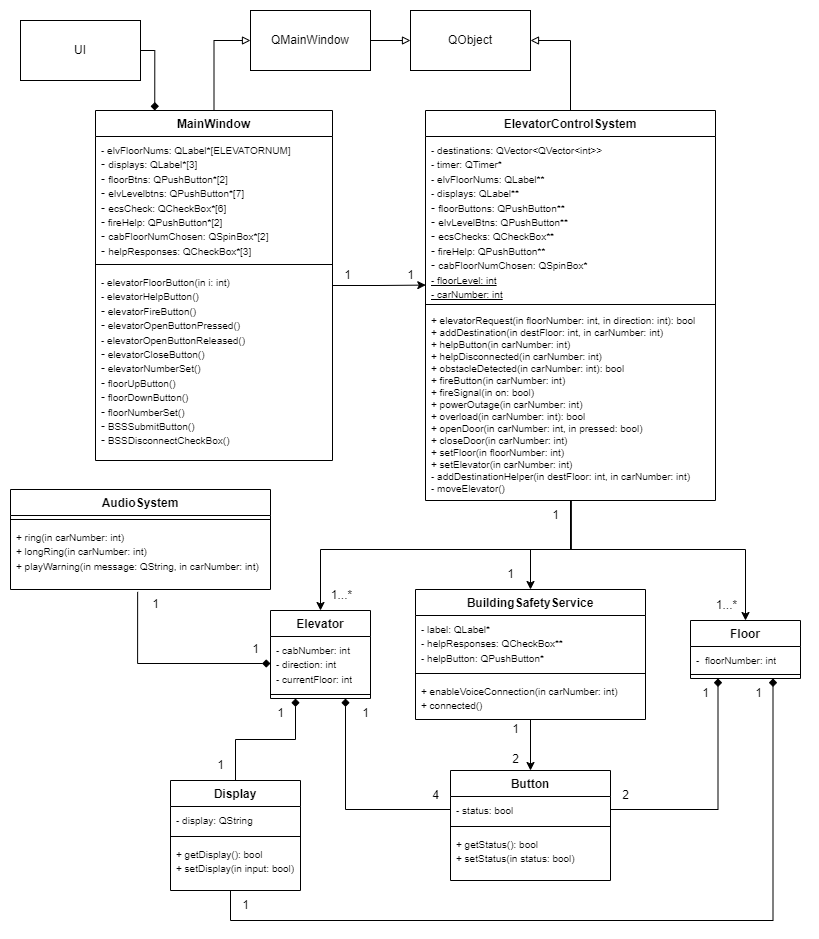 UI
QMainWindow
QObject
MainWindow
- elvFloorNums: QLabel*[ELEVATORNUM]
- displays: QLabel*[3]
- floorBtns: QPushButton*[2]
- elvLevelbtns: QPushButton*[7]
- ecsCheck: QCheckBox*[6]
- fireHelp: QPushButton*[2]
- cabFloorNumChosen: QSpinBox*[2]
- helpResponses: QCheckBox*[3]
- elevatorFloorButton(in i: int)
- elevatorHelpButton()
- elevatorFireButton()
- elevatorOpenButtonPressed()
- elevatorOpenButtonReleased()
- elevatorCloseButton()
- elevatorNumberSet()
- floorUpButton()
- floorDownButton()
- floorNumberSet()
- BSSSubmitButton()
- BSSDisconnectCheckBox()
1
1
ElevatorControlSystem
- destinations: QVector<QVector<int>>
- timer: QTimer*
- elvFloorNums: QLabel**
- displays: QLabel**
- floorButtons: QPushButton**
- elvLevelBtns: QPushButton**
- ecsChecks: QCheckBox**
- fireHelp: QPushButton**
- cabFloorNumChosen: QSpinBox*
- floorLevel: int
- carNumber: int
+ elevatorRequest(in floorNumber: int, in direction: int): bool
+ addDestination(in destFloor: int, in carNumber: int)
+ helpButton(in carNumber: int)
+ helpDisconnected(in carNumber: int)
+ obstacleDetected(in carNumber: int): bool
+ fireButton(in carNumber: int)
+ fireSignal(in on: bool)
+ powerOutage(in carNumber: int)
+ overload(in carNumber: int): bool
+ openDoor(in carNumber: int, in pressed: bool)
+ closeDoor(in carNumber: int)
+ setFloor(in floorNumber: int)
+ setElevator(in carNumber: int)
- addDestinationHelper(in destFloor: int, in carNumber: int)
- moveElevator()
1
AudioSystem
+ ring(in carNumber: int)
+ longRing(in carNumber: int)
+ playWarning(in message: QString, in carNumber: int)
1
1
1...*
1
1...*
Elevator
- cabNumber: int
- direction: int
- currentFloor: int
1
1
BuildingSafetyService
- label: QLabel*
- helpResponses: QCheckBox**
- helpButton: QPushButton*
+ enableVoiceConnection(in carNumber: int)
+ connected()
1
2
Floor
- floorNumber: int
1
1
1
4
2
Display
- display: QString
+ getDisplay(): bool
+ setDisplay(in input: bool)
1
Button
- status: bool
+ getStatus(): bool
+ setStatus(in status: bool)